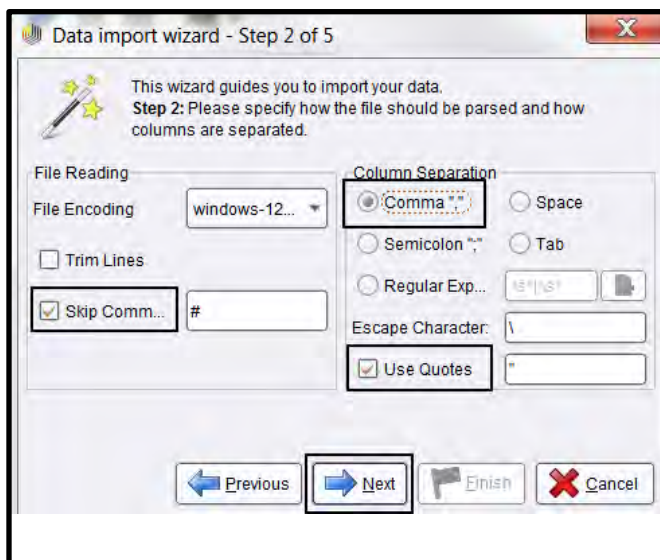 Data import wizard - Step 2 of 5
This wizard guides you to import your data.
Step 2: Please specify how the file should be parsed and how
columns are separated.
File Reading
Column Separation
File Encoding
windows-12...
Comma ","
Space
Trim Lines
Semicolon ";"
Tab
Skip Comm...
#
Regular Exp...
Escape Character:
\
Use Quotes
"
Previous
Next
Finish
Cancel